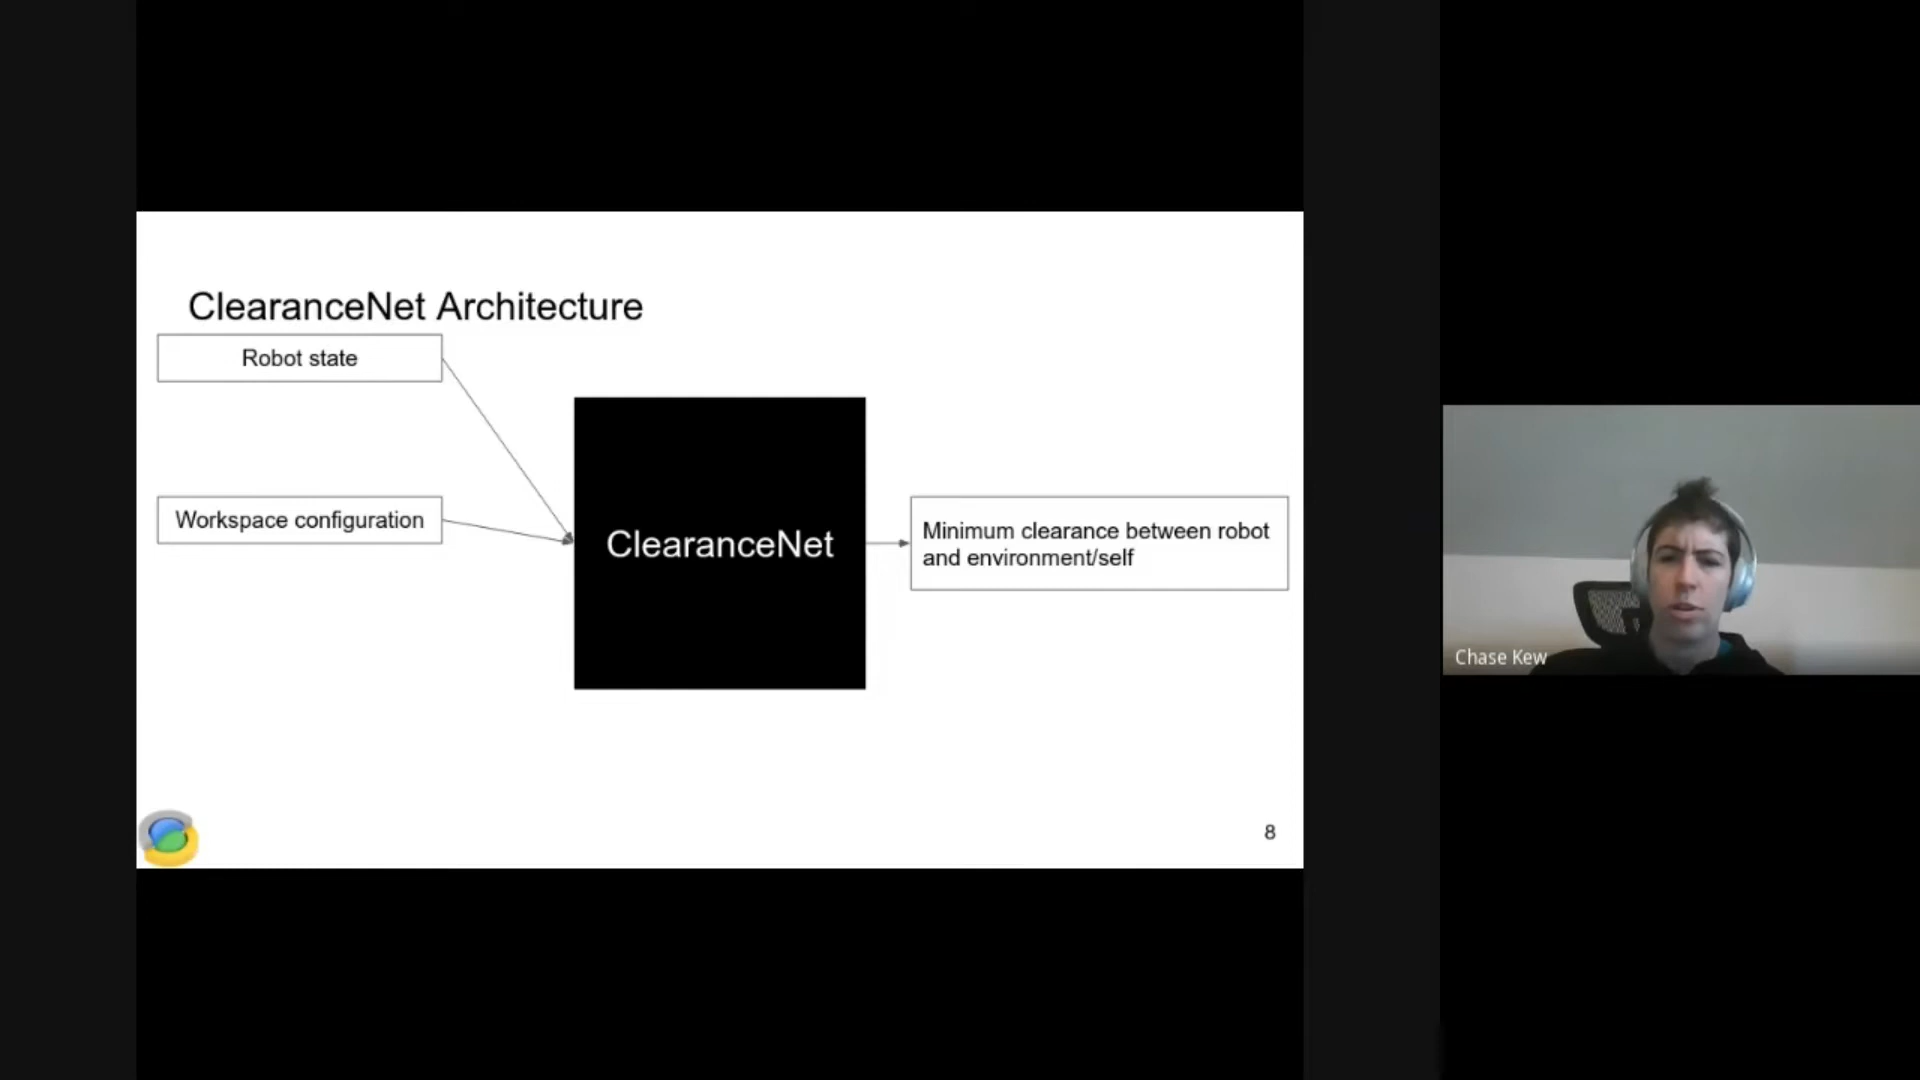 ClearanceNet Architecture
Robot state
Workspace configuration
ClearanceNet
Minimum clearance between robot
and environment/self
8
Chase Kew